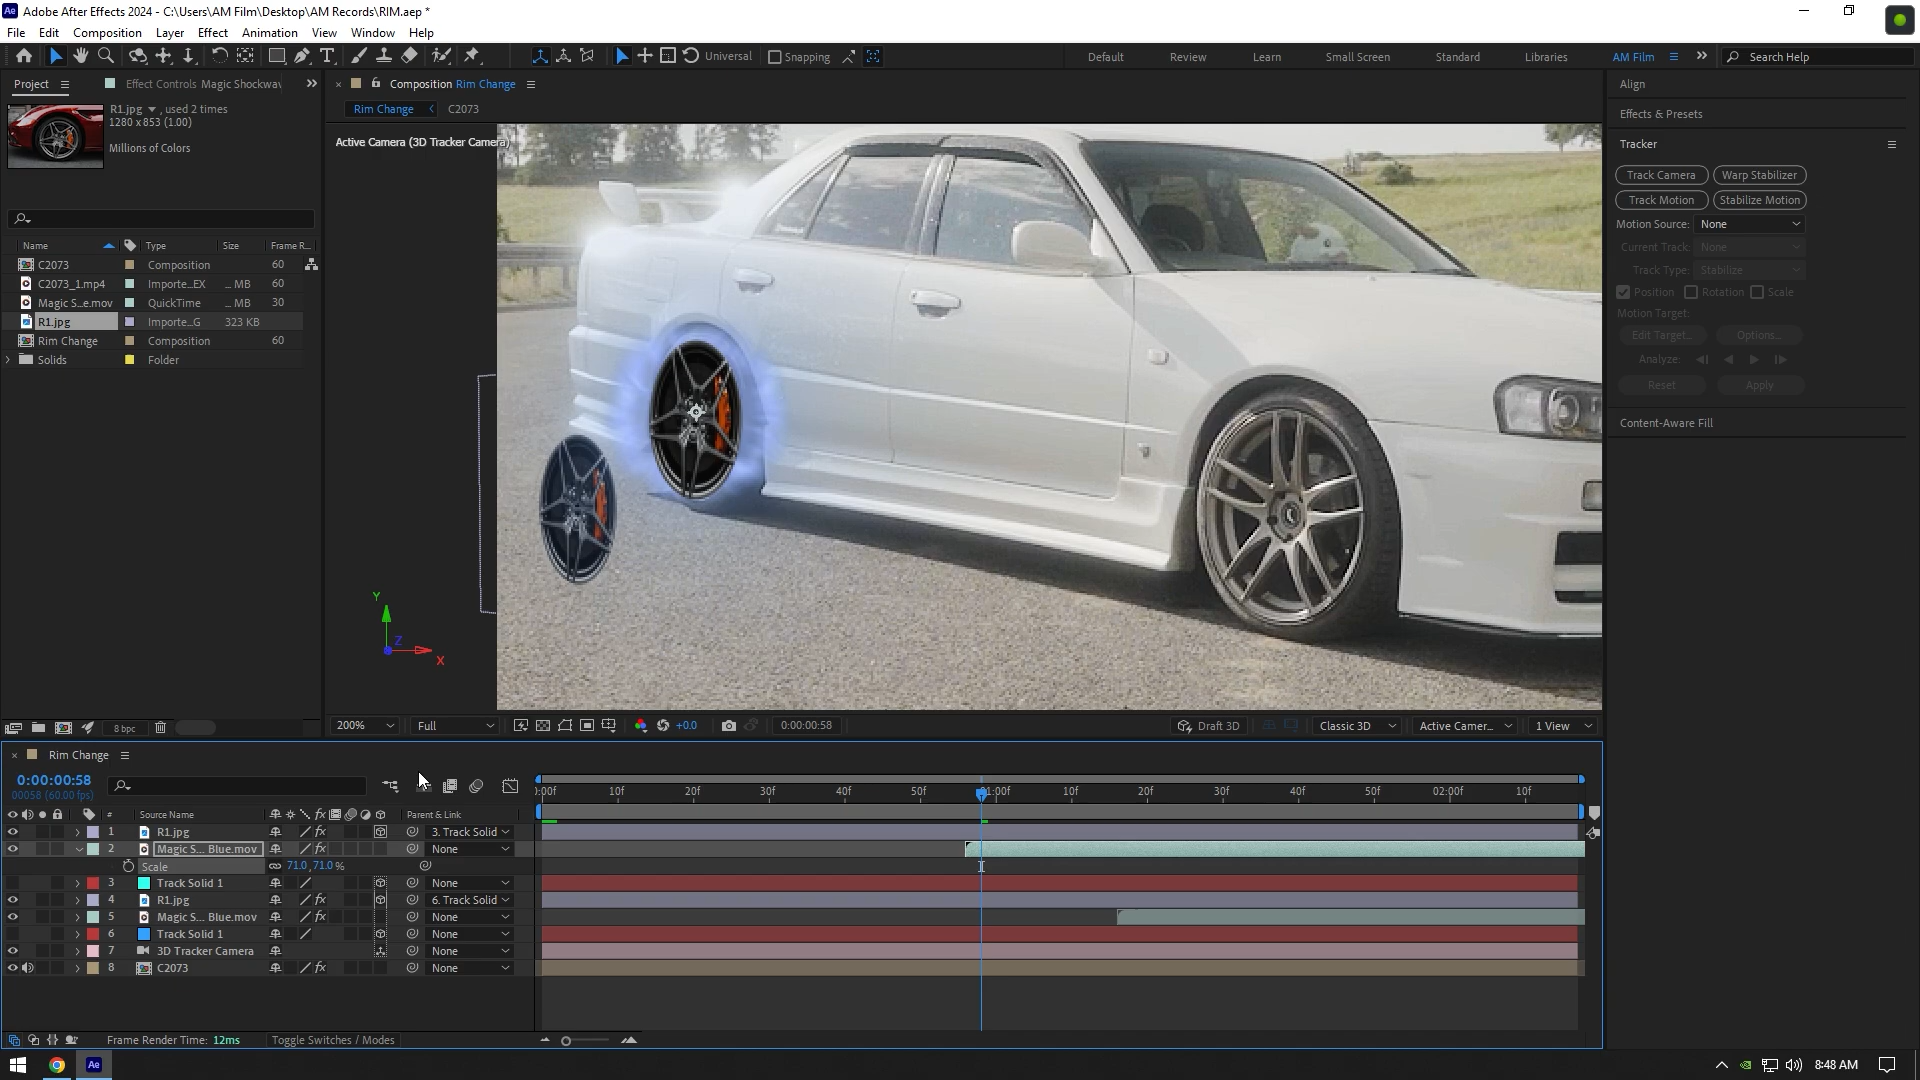 Adobe After Effects 2024 - C:\Users\AM Film\Desktop\AM Records\RIM.aep *
File Edit Composition Layer Effect Animation View Window Help
Universal Snapping Default Review Learn Small Screen Standard Libraries AM Film Search Help
Project Effect Controls Magic Shockwav
R1.jpg , used 2 times
1280 x 853 (1.00)
Millions of Colors
Name Type Size Frame R...
C2073 Composition 60
C2073_1.mp4 Importe...EX ... MB 60
Magic S...e.mov QuickTime ... MB 30
R1.jpg Importe...G 323 KB
Rim Change Composition 60
Solids Folder
8 bpc
Composition Rim Change
Rim Change C2073
Active Camera (3D Tracker Camera)
Y
Z
X
200% Full +0.0 0:00:00:58 Draft 3D Classic 3D Active Camer... 1 View
Align
Effects & Presets
Tracker
Track Camera Warp Stabilizer
Track Motion Stabilize Motion
Motion Source: None
Current Track: None
Track Type: Stabilize
Position Rotation Scale
Motion Target:
Edit Target... Options...
Analyze:
Reset Apply
Content-Aware Fill
Rim Change
0:00:00:58
00058 (60.00 fps)
:00f 10f 20f 30f 40f 50f 01:00f 10f 20f 30f 40f 50f 02:00f 10f
# Source Name fx Parent & Link
1 R1.jpg fx 3. Track Solid
2 Magic S... Blue.mov fx None
Scale 71.0, 71.0 %
3 Track Solid 1 None
4 R1.jpg fx 6. Track Solid
5 Magic S... Blue.mov fx None
6 Track Solid 1 None
7 3D Tracker Camera None
8 C2073 fx None
Frame Render Time: 12ms Toggle Switches / Modes
Ae 8:48 AM